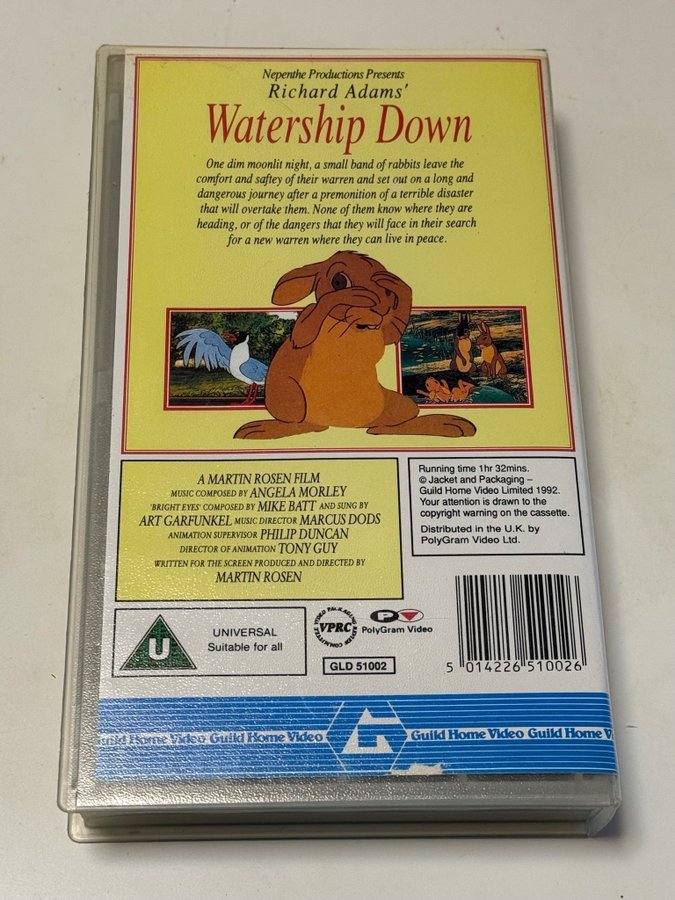 Nepenthe Productions Presents
Richard Adams'
Watership Down
One dim moonlit night, a small band of rabbits leave the
comfort and saftey of their warren and set out on a long and
dangerous journey after a premonition of a terrible disaster
that will overtake them. None of them know where they are
heading, or of the dangers that they will face in their search
for a new warren where they can live in peace.
A MARTIN ROSEN FILM
MUSIC COMPOSED BY ANGELA MORLEY
'BRIGHT EYES' COMPOSED BY MIKE BATT AND SUNG BY
ART GARFUNKEL MUSIC DIRECTOR MARCUS DODS
ANIMATION SUPERVISOR PHILIP DUNCAN
DIRECTOR OF ANIMATION TONY GUY
WRITTEN FOR THE SCREEN PRODUCED AND DIRECTED BY
MARTIN ROSEN
Running time 1hr 32mins.
© Jacket and Packaging –
Guild Home Video Limited 1992.
Your attention is drawn to the
copyright warning on the cassette.
Distributed in the U.K. by
PolyGram Video Ltd.
U
UNIVERSAL
Suitable for all
VIDEO PACKAGING REVIEW COMMITTEE
VPRC
P
PolyGram Video
GLD 51002
5 014226 510026
Guild Home Video Guild Home Video G Guild Home Video Guild Home Video